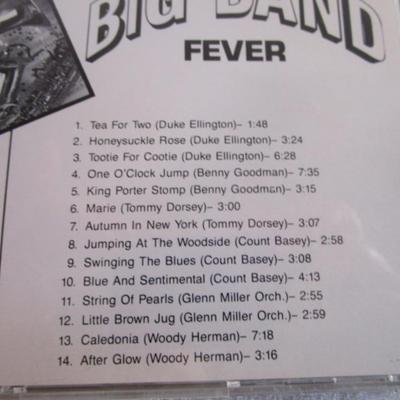 BIG BAND
FEVER
1. Tea For Two (Duke Ellington)– 1:48
2. Honeysuckle Rose (Duke Ellington)– 3:24
3. Tootie For Cootie (Duke Ellington)– 6:28
4. One O'Clock Jump (Benny Goodman)– 7:35
5. King Porter Stomp (Benny Goodman)– 3:15
6. Marie (Tommy Dorsey)– 3:00
7. Autumn In New York (Tommy Dorsey)– 3:07
8. Jumping At The Woodside (Count Basey)– 2:58
9. Swinging The Blues (Count Basey)– 3:08
10. Blue And Sentimental (Count Basey)– 4:13
11. String Of Pearls (Glenn Miller Orch.)– 2:55
12. Little Brown Jug (Glenn Miller Orch.)– 2:59
13. Caledonia (Woody Herman)– 7:18
14. After Glow (Woody Herman)– 3:16